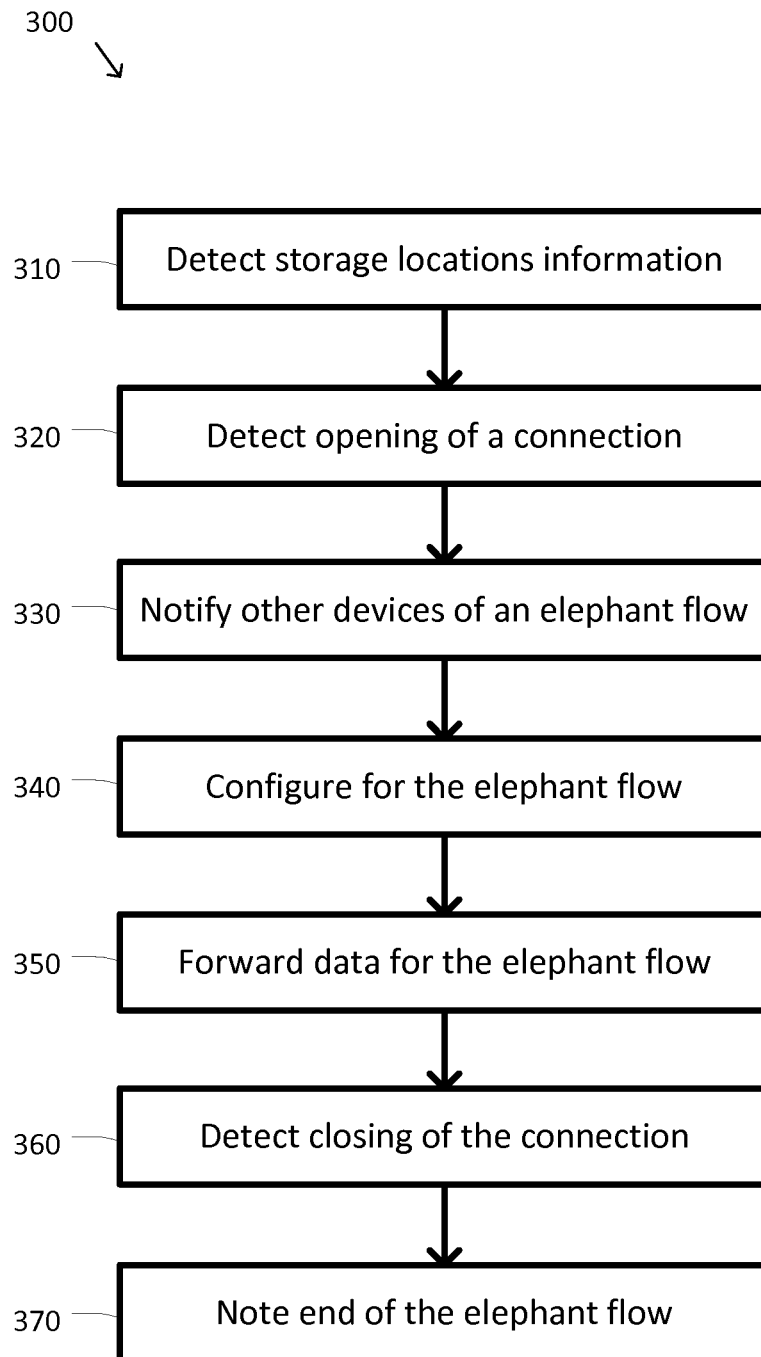 300
310 Detect storage locations information
320 Detect opening of a connection
330 Notify other devices of an elephant flow
340 Configure for the elephant flow
350 Forward data for the elephant flow
360 Detect closing of the connection
370 Note end of the elephant flow